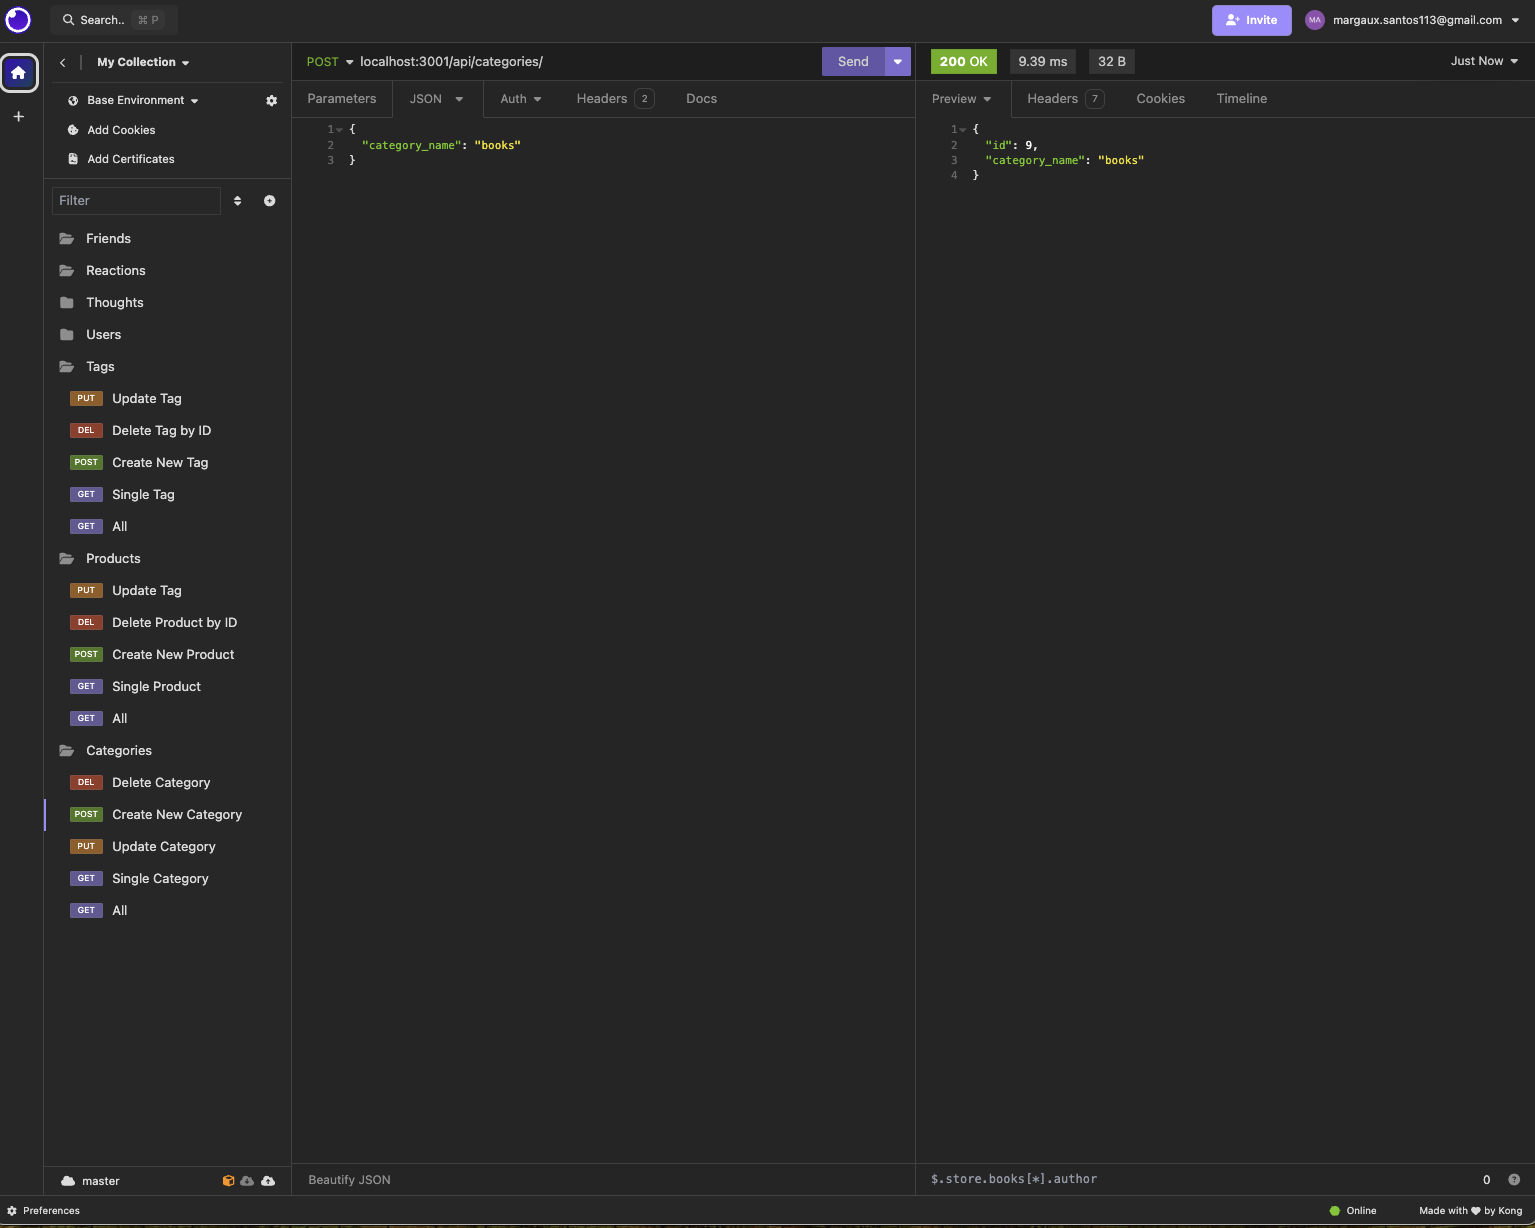 Search.. ⌘ P
Invite
MA margaux.santos113@gmail.com
My Collection
Base Environment
Add Cookies
Add Certificates
Filter
Friends
Reactions
Thoughts
Users
Tags
PUT Update Tag
DEL Delete Tag by ID
POST Create New Tag
GET Single Tag
GET All
Products
PUT Update Tag
DEL Delete Product by ID
POST Create New Product
GET Single Product
GET All
Categories
DEL Delete Category
POST Create New Category
PUT Update Category
GET Single Category
GET All
master
POST localhost:3001/api/categories/
Send
Parameters JSON Auth Headers 2 Docs
1 {
2 "category_name": "books"
3 }
Beautify JSON
200 OK 9.39 ms 32 B Just Now
Preview Headers 7 Cookies Timeline
1 {
2 "id": 9,
3 "category_name": "books"
4 }
$.store.books[*].author 0 ?
Preferences
Online
Made with ♥ by Kong